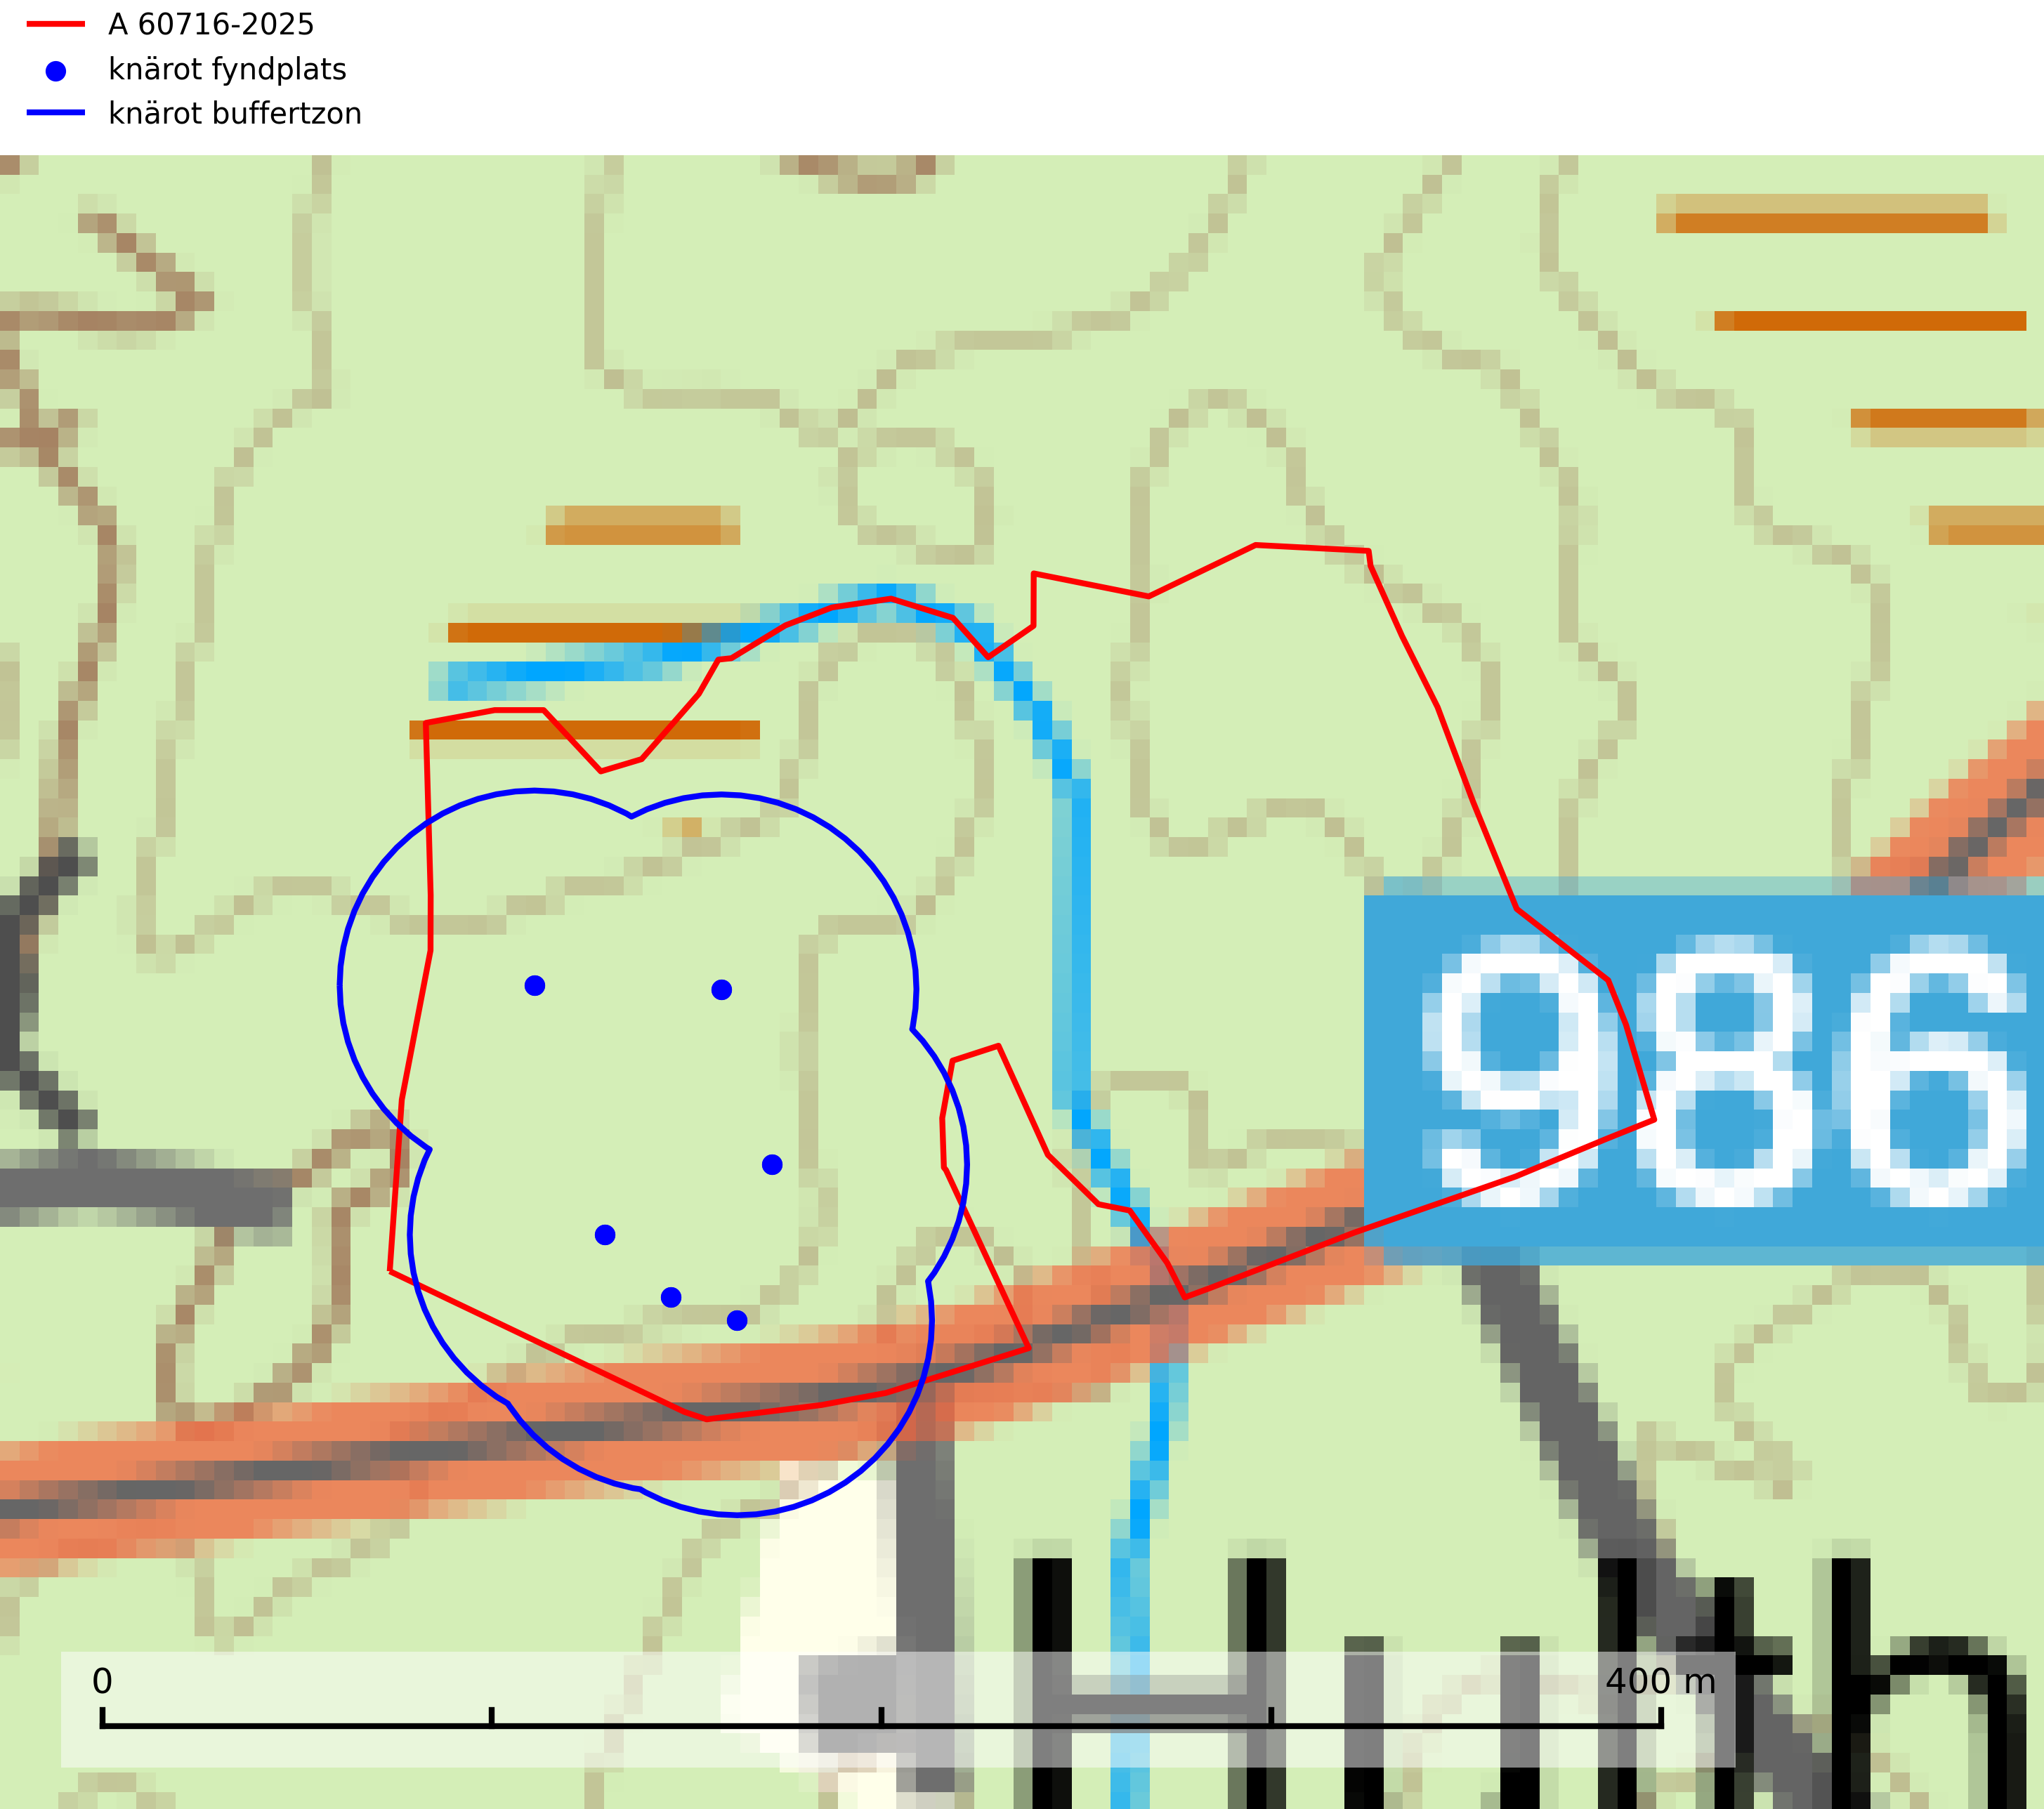 A 60716-2025
knärot fyndplats
knärot buffertzon
986
0
400 m